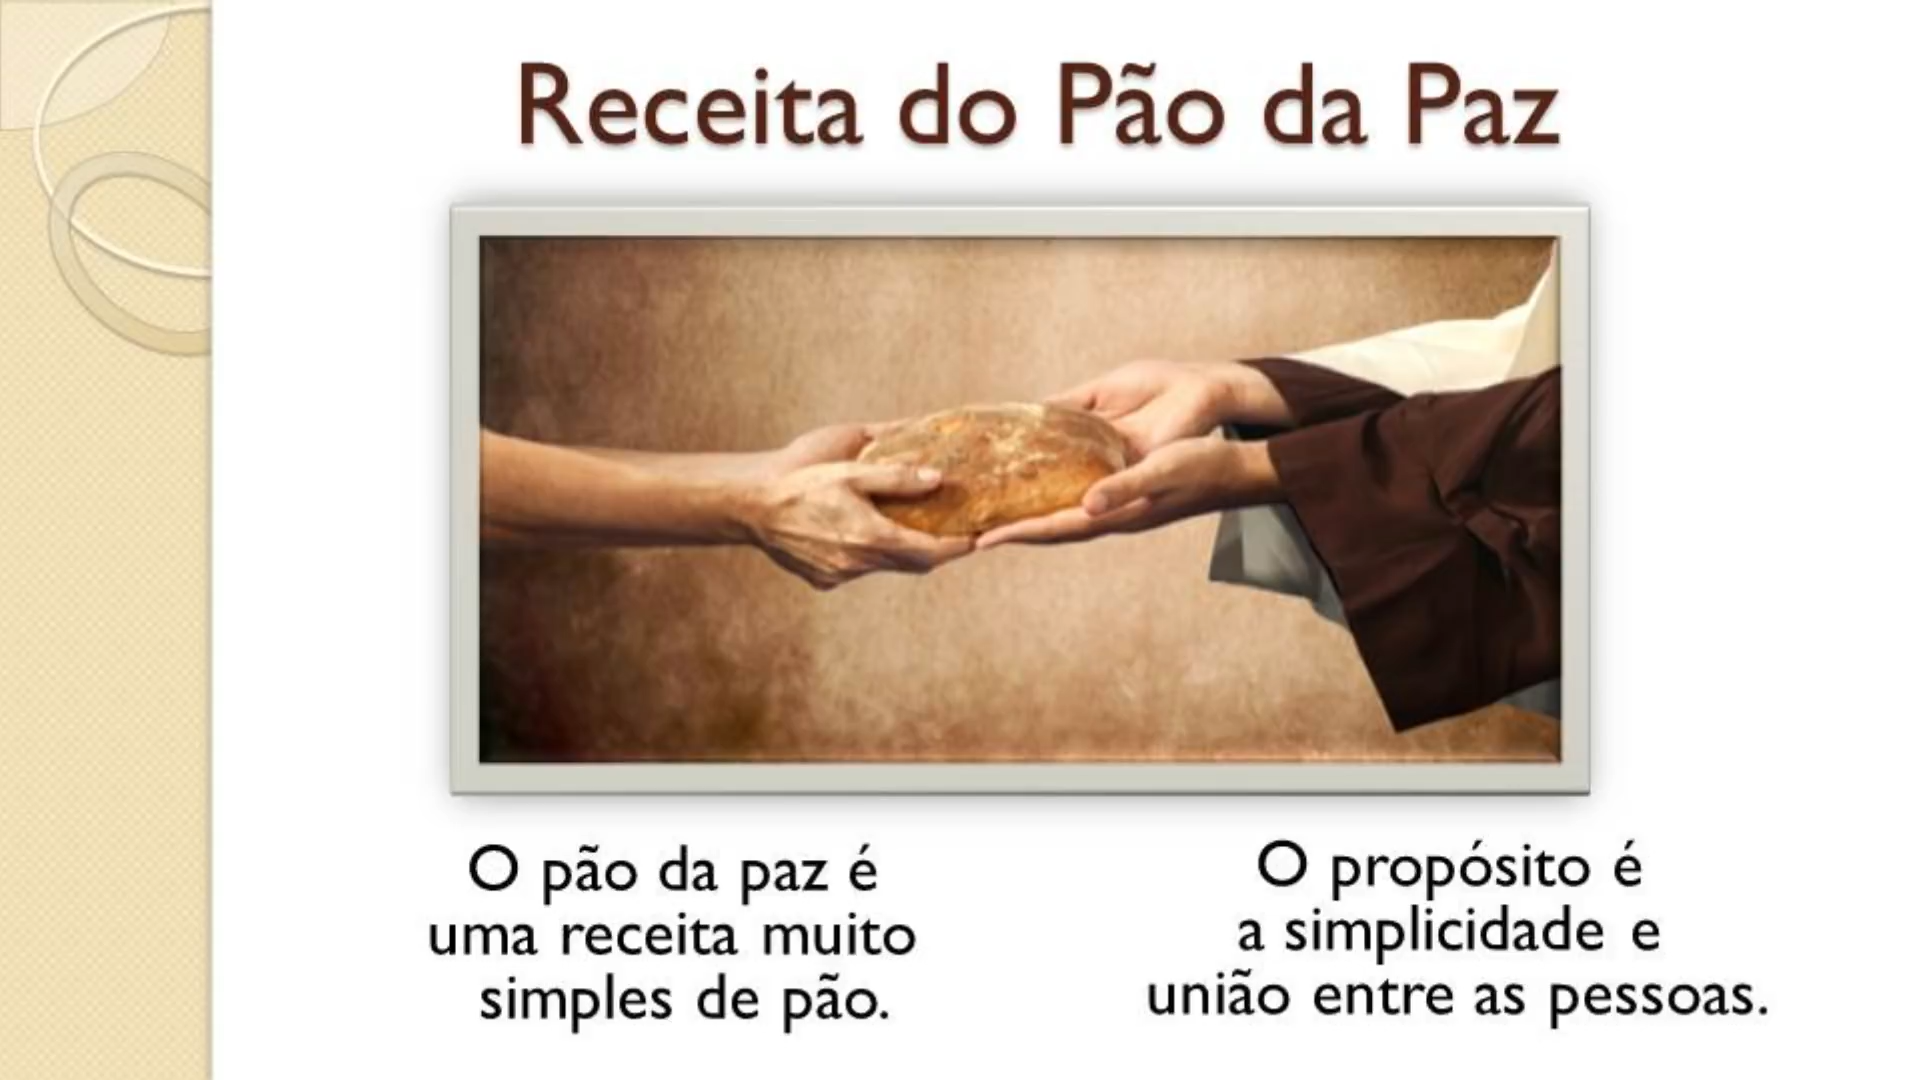 Receita do Pão da Paz
O pão da paz é
uma receita muito
simples de pão.
O propósito é
a simplicidade e
união entre as pessoas.